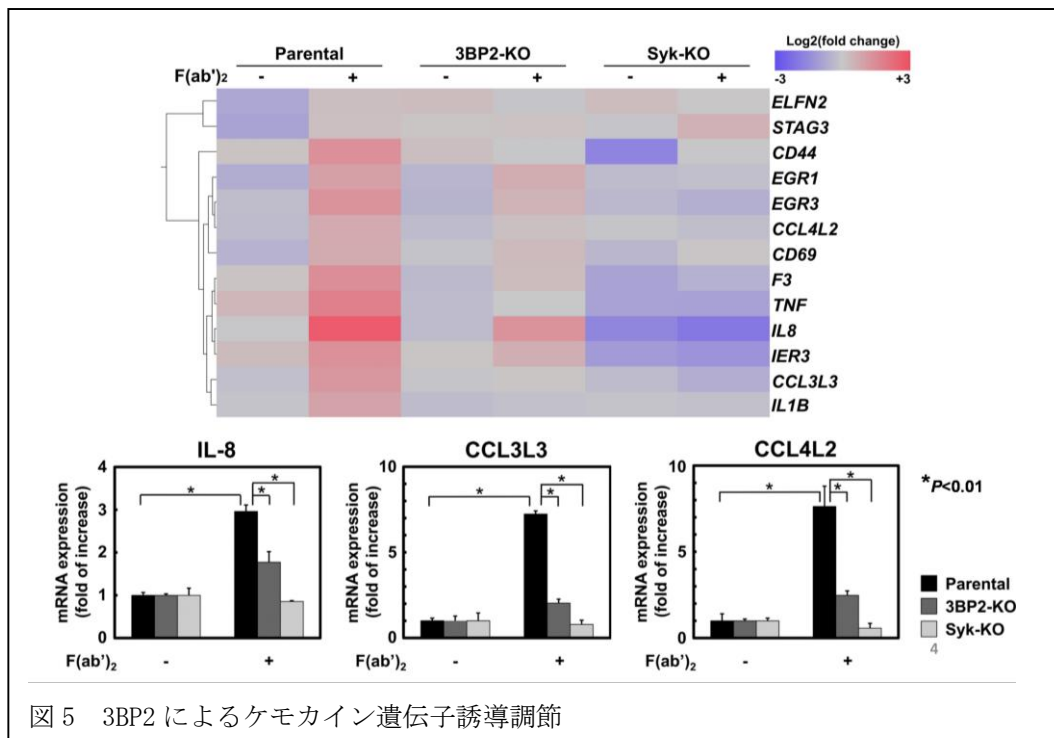 Log2(fold change)
-3 +3
Parental 3BP2-KO Syk-KO
F(ab')₂ - + - + - +
ELFN2
STAG3
CD44
EGR1
EGR3
CCL4L2
CD69
F3
TNF
IL8
IER3
CCL3L3
IL1B
IL-8
mRNA expression
(fold of increase)
4
3
2
1
0
* * *
F(ab’)₂ - +
CCL3L3
mRNA expression
(fold of increase)
10
5
0
* * *
F(ab’)₂ - +
CCL4L2
mRNA expression
(fold of increase)
10
5
0
* * *
F(ab’)₂ - +
*P<0.01
Parental
3BP2-KO
Syk-KO
4
図 5 3BP2 によるケモカイン遺伝子誘導調節